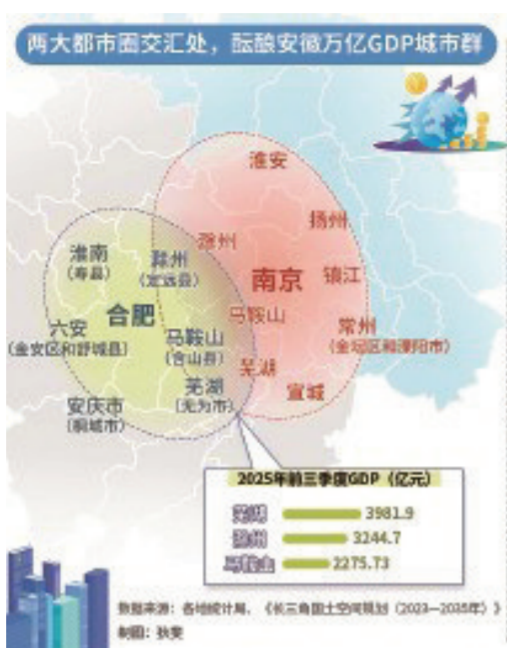 两大都市圈交汇处，酝酿安徽万亿GDP城市群
淮安
扬州
滁州
淮南
（寿县）
滁州
（定远县）
南京
镇江
合肥
马鞍山
六安
（金安区和舒城县）
马鞍山
（含山县）
常州
（金坛区和溧阳市）
芜湖
芜湖
（无为市）
宣城
安庆市
（桐城市）
2025年前三季度GDP（亿元）
芜湖 3981.9
滁州 3244.7
马鞍山 2275.73
数据来源：各地统计局、《长三角国土空间规划（2023—2035年）》
制图：狄斐